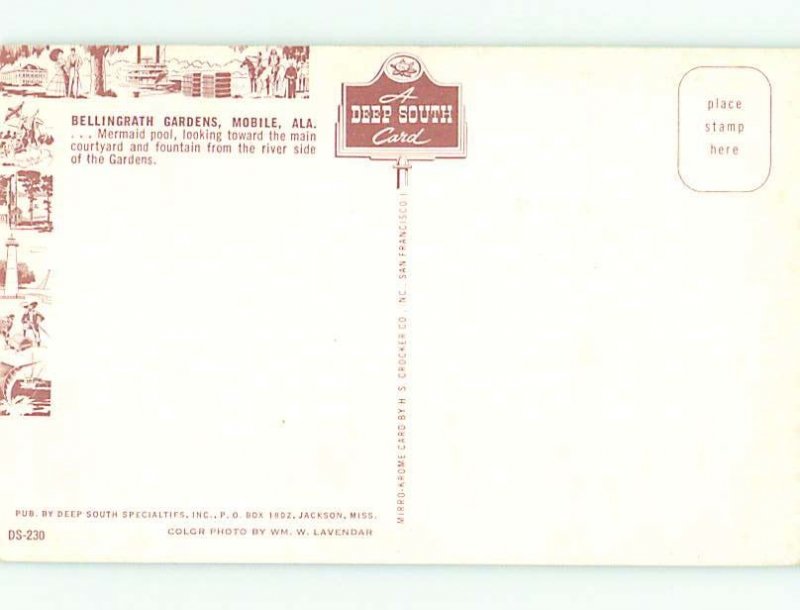 BELLINGRATH GARDENS, MOBILE, ALA.
. . . Mermaid pool, looking toward the main
courtyard and fountain from the river side
of the Gardens.
A
DEEP SOUTH
Card
place
stamp
here
MIRRO-KROME CARD BY H. S. CROCKER CO., INC. SAN FRANCISCO 1
PUB. BY DEEP SOUTH SPECIALTIES, INC., P. O. BOX 1802, JACKSON, MISS.
DS-230
COLOR PHOTO BY WM. W. LAVENDAR